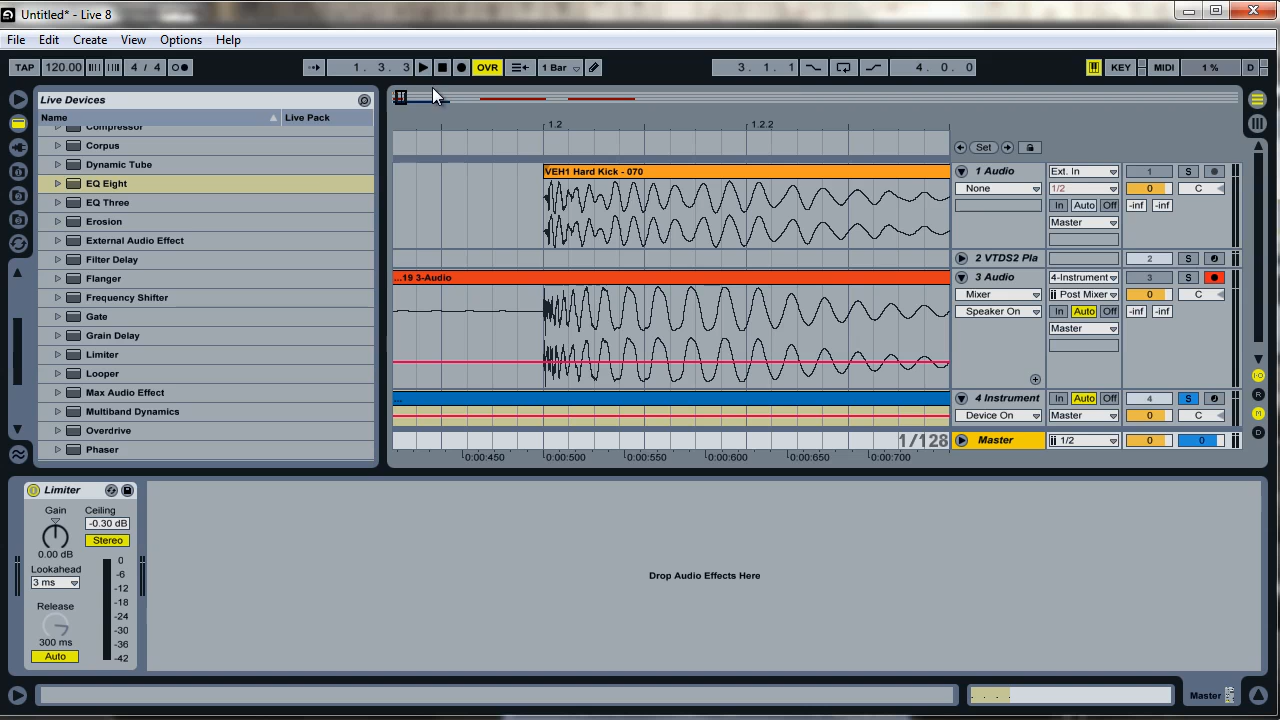 Untitled* - Live 8
File Edit Create View Options Help
TAP 120.00 4 / 4 1. 3. 3 OVR 1 Bar 3. 1. 1 4. 0. 0 KEY MIDI 1 % D
Live Devices
Name Live Pack
Compressor
Corpus
Dynamic Tube
EQ Eight
EQ Three
Erosion
External Audio Effect
Filter Delay
Flanger
Frequency Shifter
Gate
Grain Delay
Limiter
Looper
Max Audio Effect
Multiband Dynamics
Overdrive
Phaser
1.2 1.2.2
Set
VEH1 Hard Kick - 070
1 Audio Ext. In 1 S
None 1/2 0 C
In Auto Off -inf -inf
Master
2 VTDS2 Pla 2 S
...19 3-Audio
3 Audio 4-Instrument 3 S
Mixer Post Mixer 0 C
Speaker On In Auto Off -inf -inf
Master
...
4 Instrument In Auto Off 4 S
Device On Master 0 C
1/128
Master 1/2 0 0
0:00:450 0:00:500 0:00:550 0:00:600 0:00:650 0:00:700
I·O
R
M
D
Limiter
Gain Ceiling
-0.30 dB
Stereo
0.00 dB
Lookahead
3 ms
Release
300 ms
Auto
0
-6
-12
-18
-24
-30
-36
-42
Drop Audio Effects Here
Master